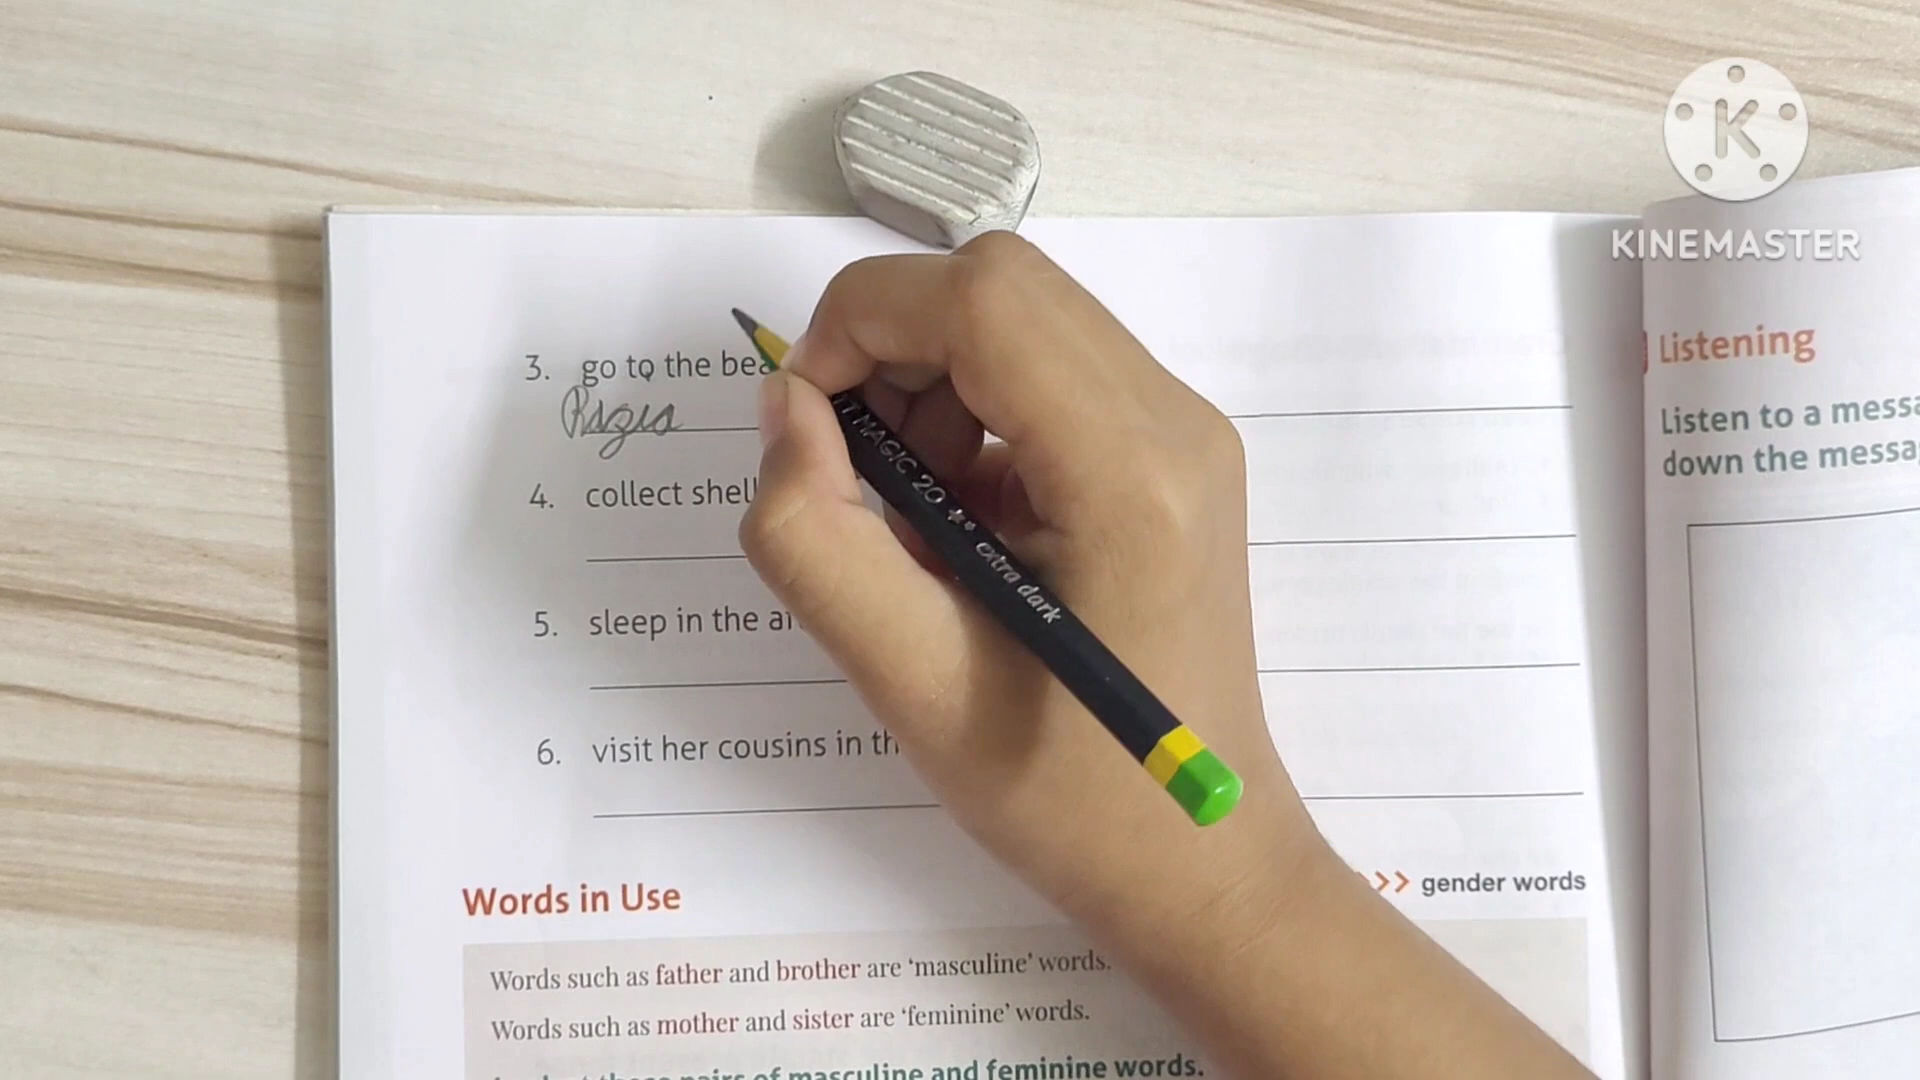 KINEMASTER
3. go to the bea
Razia
4. collect shell
5. sleep in the a
6. visit her cousins in th
Words in Use
>>> gender words
Words such as father and brother are ‘masculine’ words.
Words such as mother and sister are ‘feminine’ words.
pairs of masculine and feminine words.
MAGIC 20 extra dark
Listening
Listen to a messa
down the messa